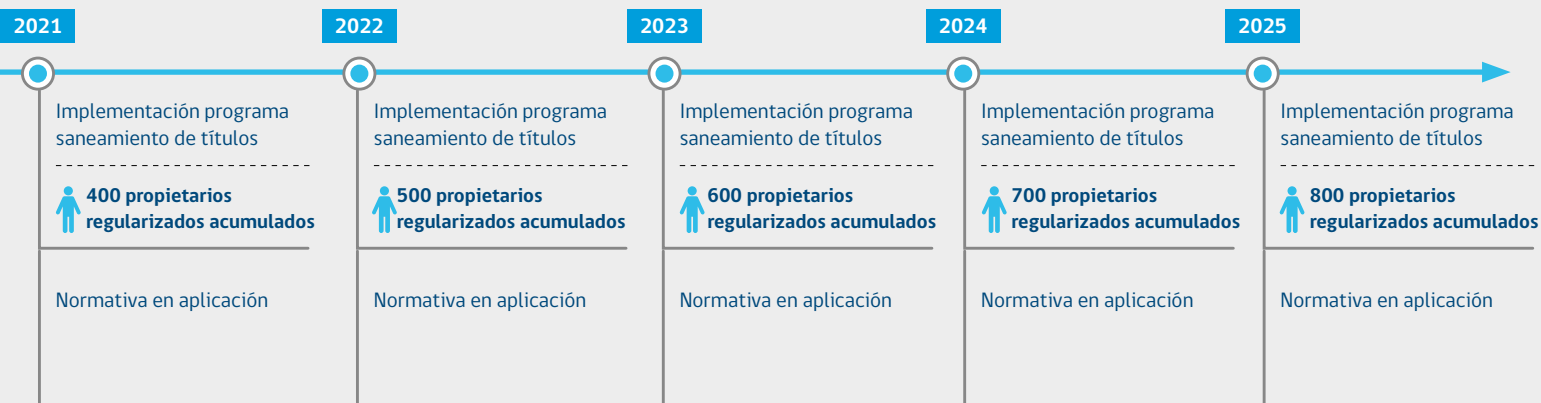 2021
2022
2023
2024
2025
Implementación programa
saneamiento de títulos
400 propietarios
regularizados acumulados
Normativa en aplicación
Implementación programa
saneamiento de títulos
500 propietarios
regularizados acumulados
Normativa en aplicación
Implementación programa
saneamiento de títulos
600 propietarios
regularizados acumulados
Normativa en aplicación
Implementación programa
saneamiento de títulos
700 propietarios
regularizados acumulados
Normativa en aplicación
Implementación programa
saneamiento de títulos
800 propietarios
regularizados acumulados
Normativa en aplicación